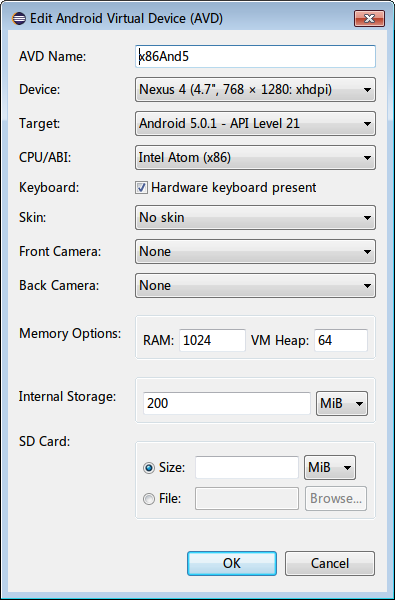 Edit Android Virtual Device (AVD)
AVD Name: x86And5
Device: Nexus 4 (4.7", 768 × 1280: xhdpi)
Target: Android 5.0.1 - API Level 21
CPU/ABI: Intel Atom (x86)
Keyboard: Hardware keyboard present
Skin: No skin
Front Camera: None
Back Camera: None
Memory Options: RAM: 1024 VM Heap: 64
Internal Storage: 200 MiB
SD Card:
Size: MiB
File: Browse...
OK Cancel